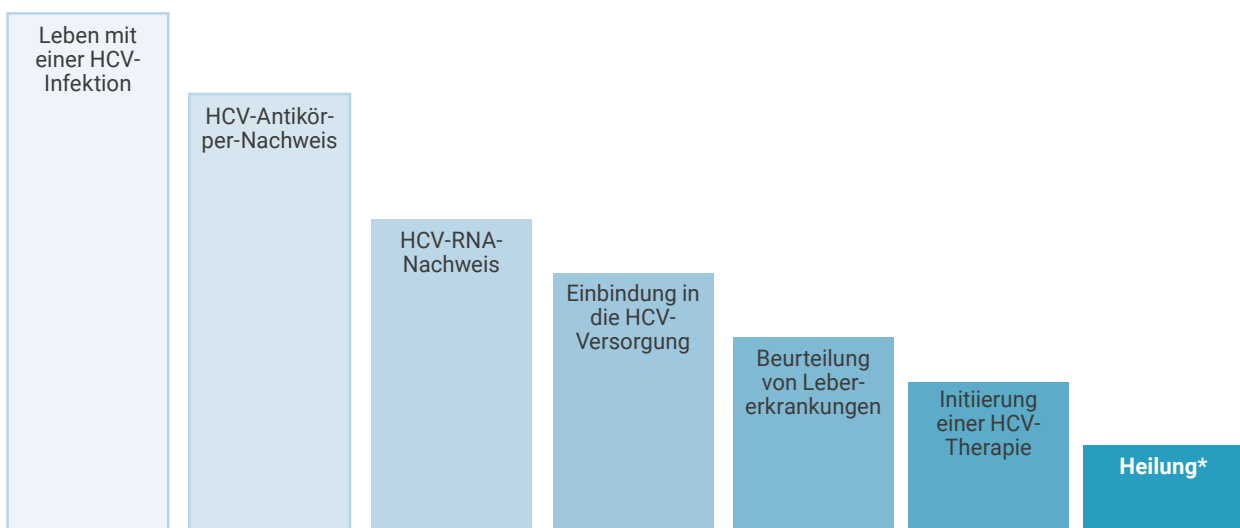 Leben mit
einer HCV-
Infektion
HCV-Antikör-
per-Nachweis
HCV-RNA-
Nachweis
Einbindung in
die HCV-
Versorgung
Beurteilung
von Leber-
erkrankungen
Initiierung
einer HCV-
Therapie
Heilung*